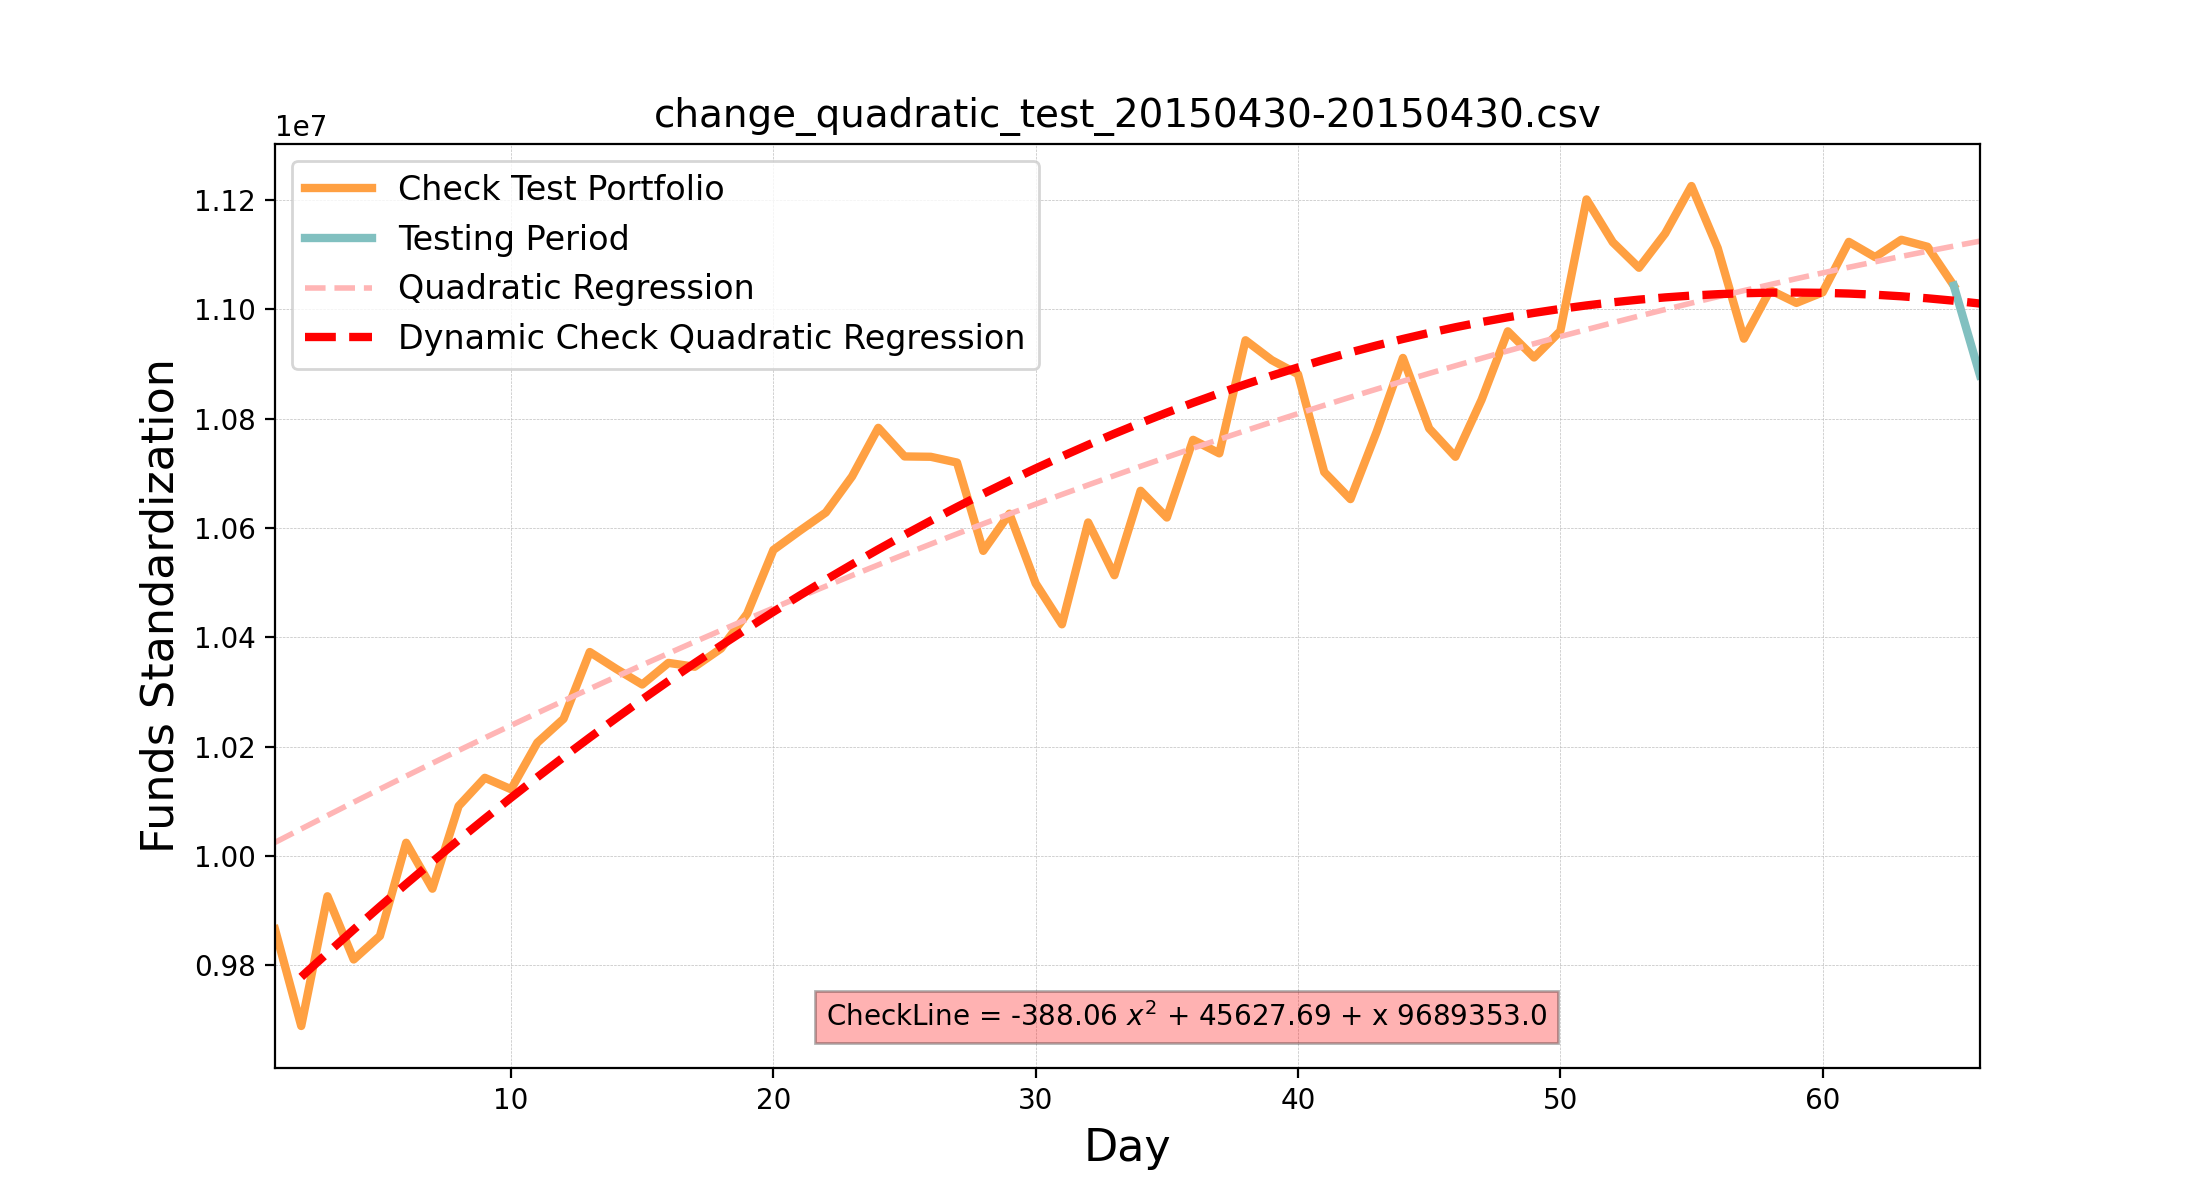 change_quadratic_test_20150430-20150430.csv
1e7
Check Test Portfolio
Testing Period
Quadratic Regression
Dynamic Check Quadratic Regression
1.12
1.10
1.08
1.06
1.04
1.02
1.00
0.98
Funds Standardization
CheckLine = -388.06 x² + 45627.69 + x 9689353.0
10 20 30 40 50 60
Day